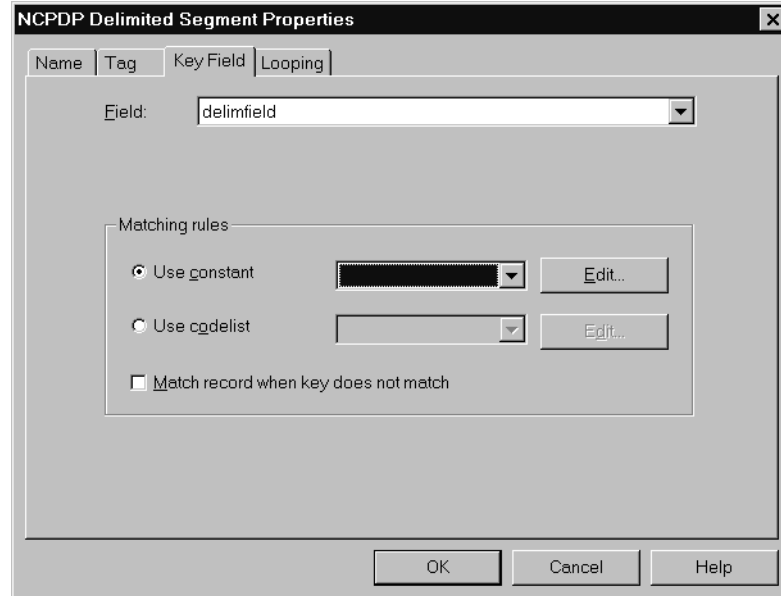 NCPDP Delimited Segment Properties
Name Tag Key Field Looping
Field: delimfield
Matching rules
Use constant Edit...
Use codelist Edit...
Match record when key does not match
OK Cancel Help